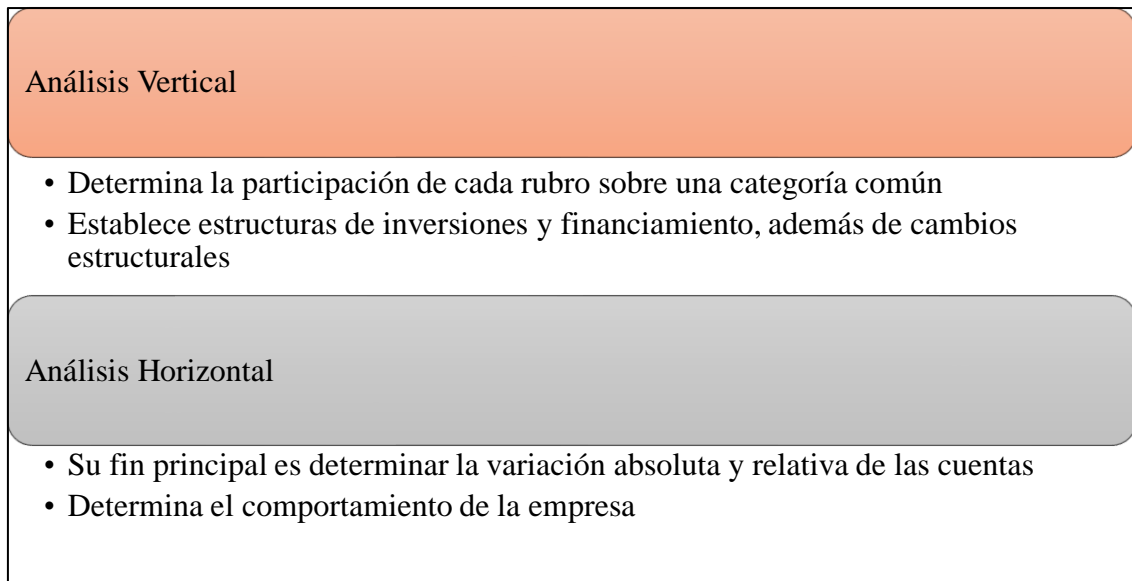 Análisis Vertical
• Determina la participación de cada rubro sobre una categoría común
• Establece estructuras de inversiones y financiamiento, además de cambios
estructurales
Análisis Horizontal
• Su fin principal es determinar la variación absoluta y relativa de las cuentas
• Determina el comportamiento de la empresa